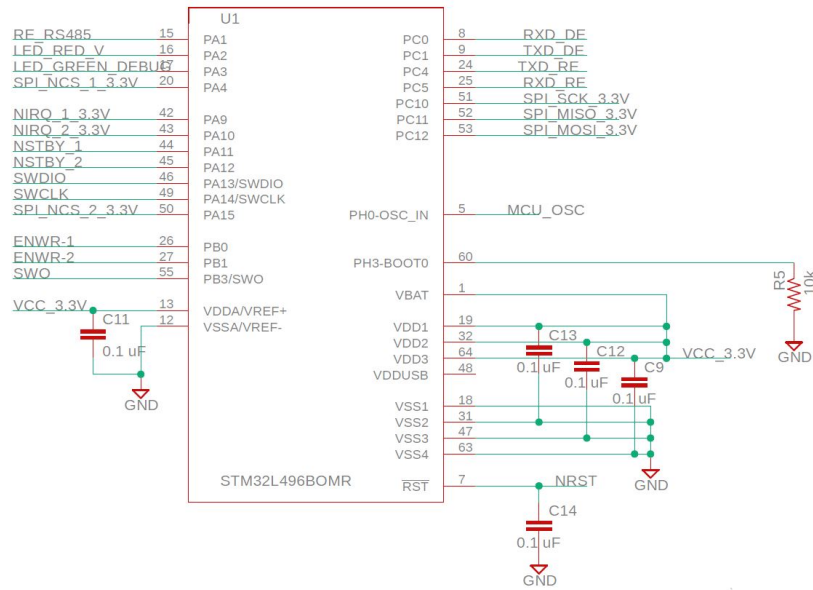 U1
RE_RS485 15 PA1
LED_RED_V 16 PA2
LED_GREEN_DEBUG 17 PA3
SPI_NCS_1_3.3V 20 PA4
NIRQ_1_3.3V 42 PA9
NIRQ_2_3.3V 43 PA10
NSTBY_1 44 PA11
NSTBY_2 45 PA12
SWDIO 46 PA13/SWDIO
SWCLK 49 PA14/SWCLK
SPI_NCS_2_3.3V 50 PA15
ENWR-1 26 PB0
ENWR-2 27 PB1
SWO 55 PB3/SWO
VCC_3.3V 13 VDDA/VREF+
12 VSSA/VREF-
C11
0.1 uF
GND
PC0 8 RXD_DE
PC1 9 TXD_DE
PC4 24 TXD_RE
PC5 25 RXD_RE
PC10 51 SPI_SCK_3.3V
PC11 52 SPI_MISO_3.3V
PC12 53 SPI_MOSI_3.3V
PH0-OSC_IN 5 MCU_OSC
PH3-BOOT0 60
R5
10k
GND
VBAT 1
VDD1 19
VDD2 32
VDD3 64 VCC_3.3V
VDDUSB 48
C13
0.1 uF
C12
0.1 uF
C9
0.1 uF
VSS1 18
VSS2 31
VSS3 47
VSS4 63
GND
STM32L496BOMR
RST 7 NRST
C14
0.1 uF
GND